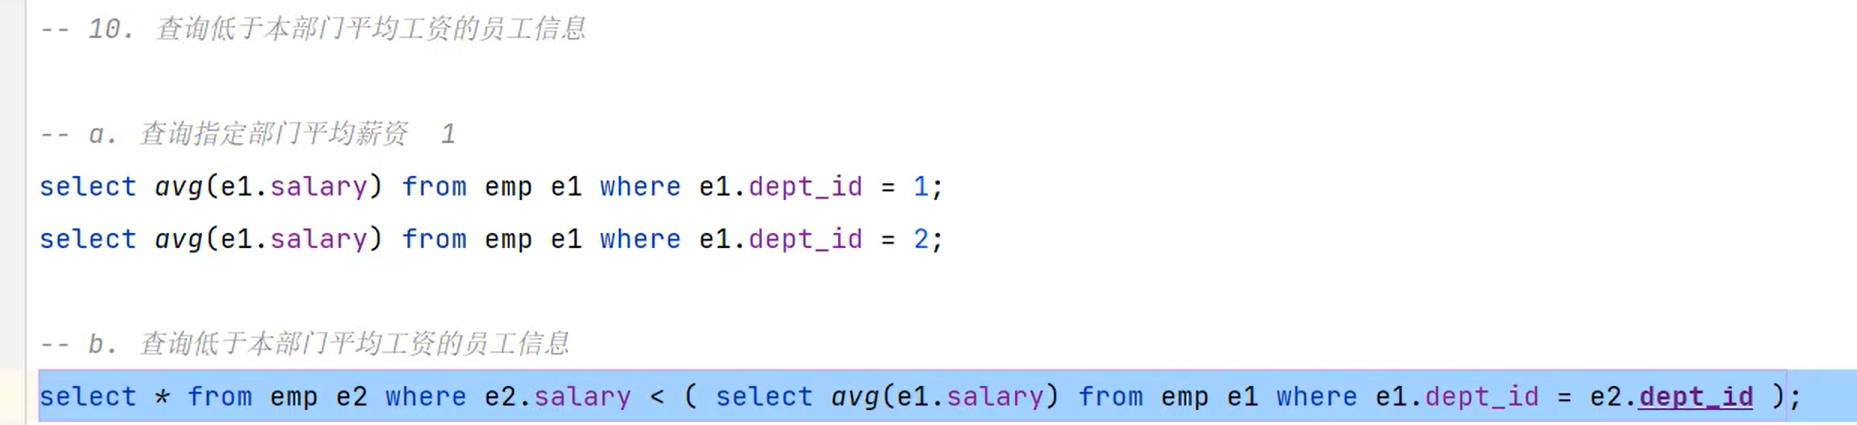 -- 10. 查询低于本部门平均工资的员工信息
-- a. 查询指定部门平均薪资  1
select avg(e1.salary) from emp e1 where e1.dept_id = 1;
select avg(e1.salary) from emp e1 where e1.dept_id = 2;
-- b. 查询低于本部门平均工资的员工信息
select * from emp e2 where e2.salary < ( select avg(e1.salary) from emp e1 where e1.dept_id = e2.dept_id );